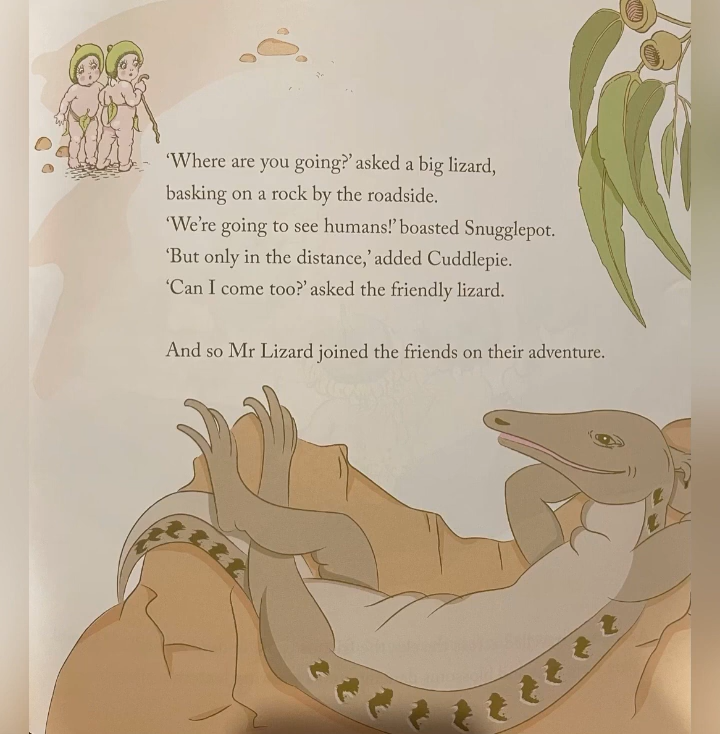 ‘Where are you going?’ asked a big lizard,
basking on a rock by the roadside.
‘We’re going to see humans!’ boasted Snugglepot.
‘But only in the distance,’ added Cuddlepie.
‘Can I come too?’ asked the friendly lizard.
And so Mr Lizard joined the friends on their adventure.